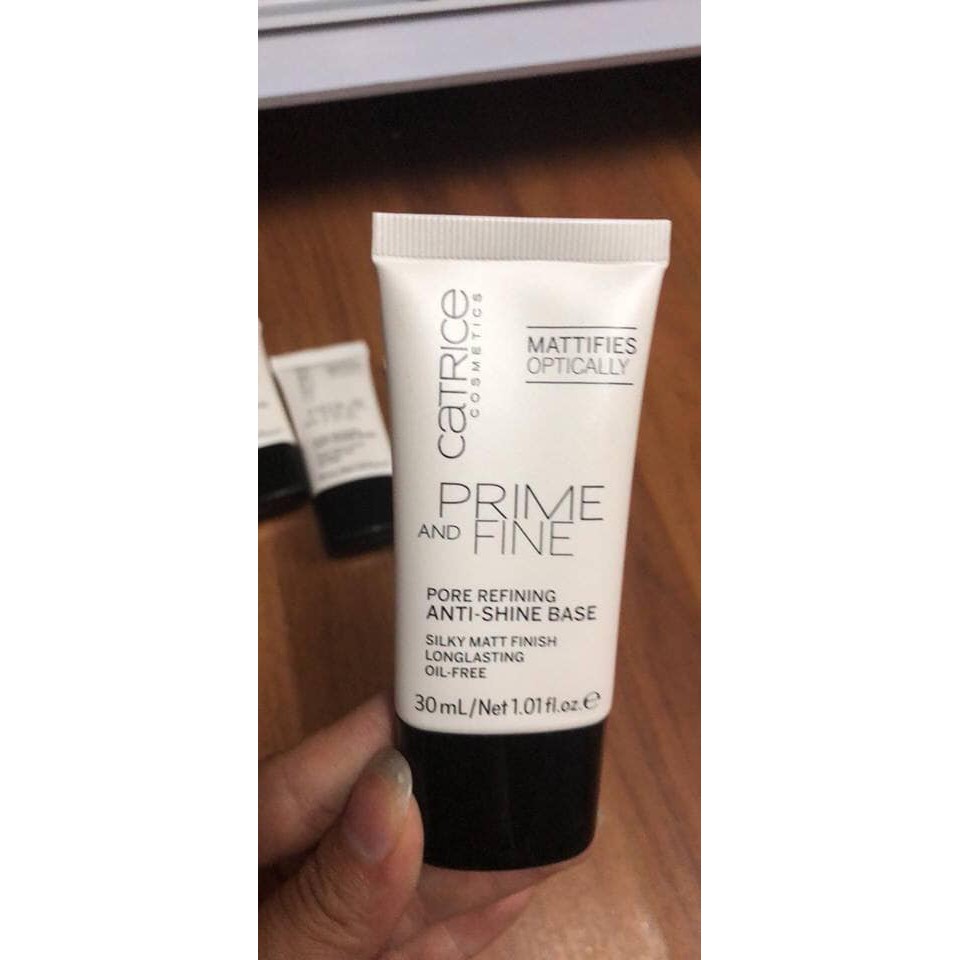 CATRICE
COSMETICS
MATTIFIES
OPTICALLY
PRIME
AND FINE
PORE REFINING
ANTI-SHINE BASE
SILKY MATT FINISH
LONGLASTING
OIL-FREE
30 mL/Net 1.01 fl.oz.℮